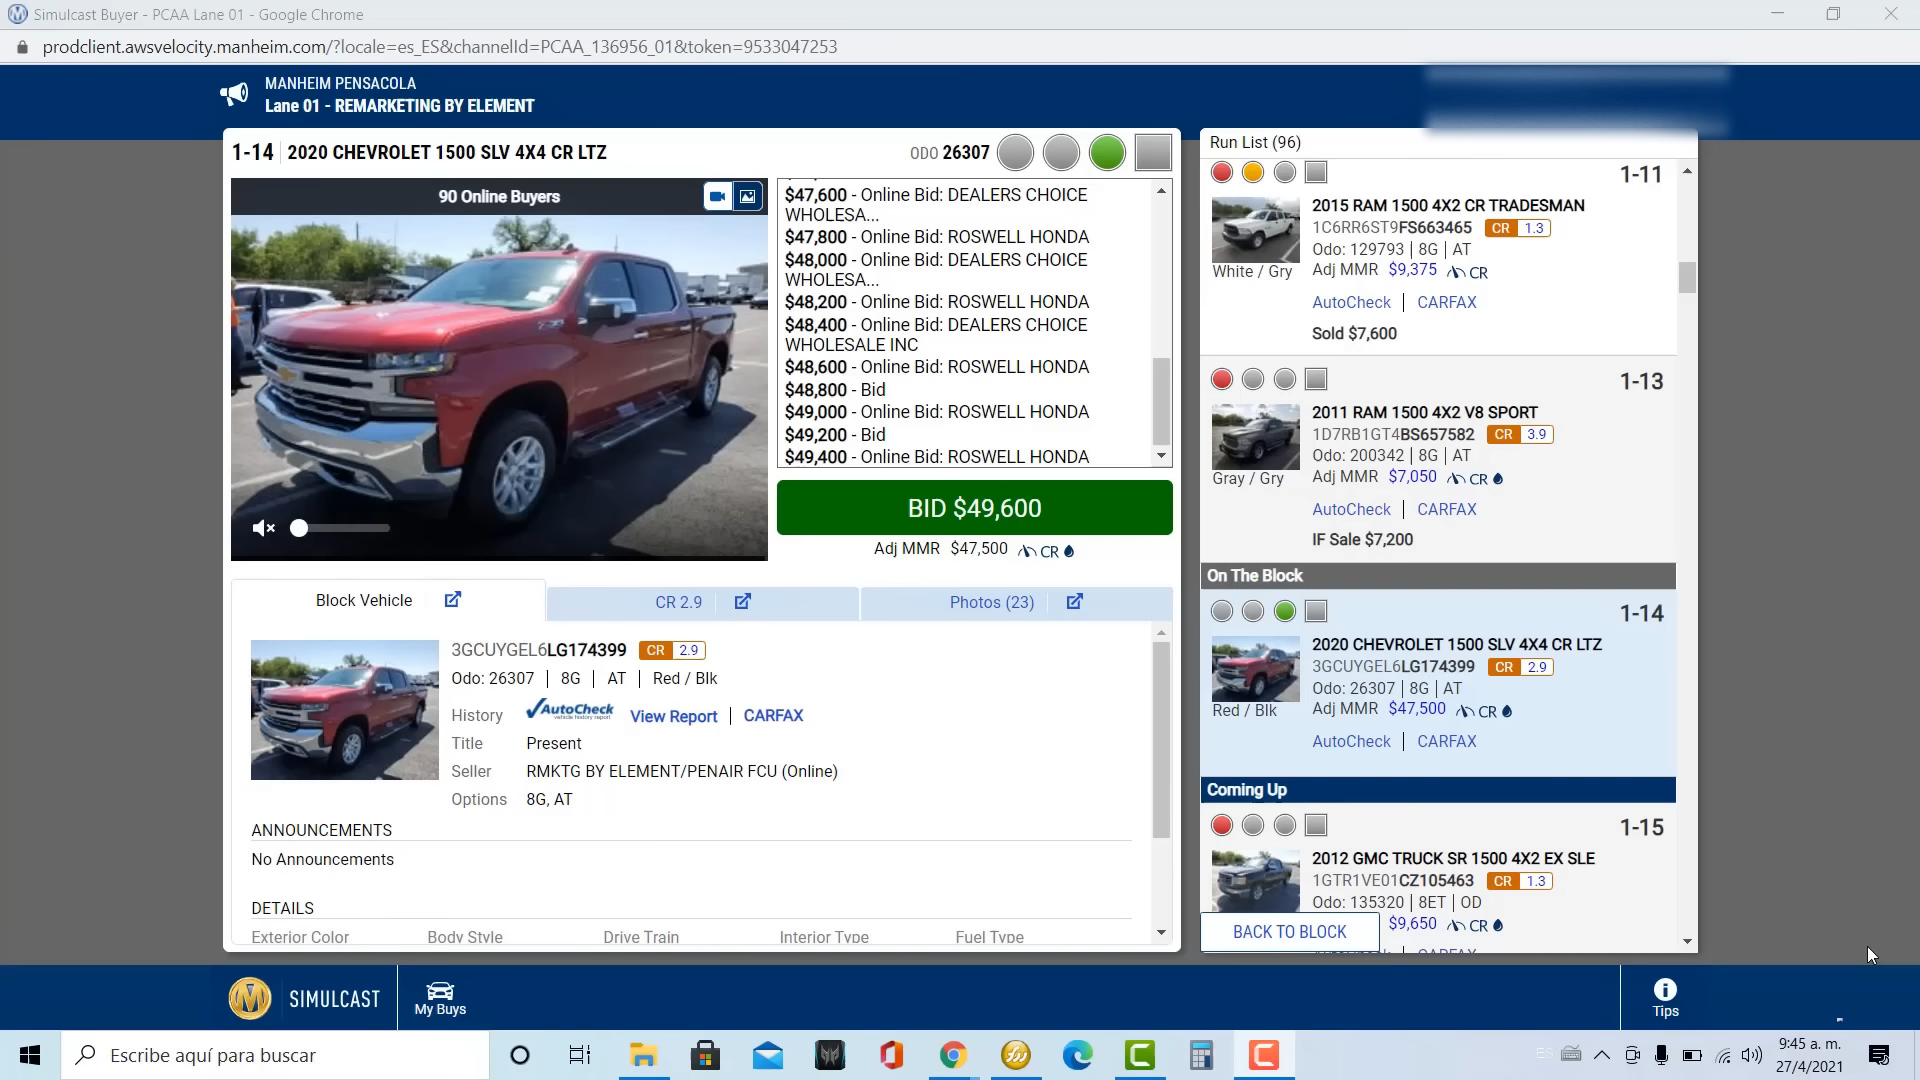 Simulcast Buyer - PCAA Lane 01 - Google Chrome
prodclient.awsvelocity.manheim.com/?locale=es_ES&channelId=PCAA_136956_01&token=9533047253
MANHEIM PENSACOLA
Lane 01 - REMARKETING BY ELEMENT
1-14 2020 CHEVROLET 1500 SLV 4X4 CR LTZ
ODO 26307
90 Online Buyers
$47,600 - Online Bid: DEALERS CHOICE
WHOLESA...
$47,800 - Online Bid: ROSWELL HONDA
$48,000 - Online Bid: DEALERS CHOICE
WHOLESA...
$48,200 - Online Bid: ROSWELL HONDA
$48,400 - Online Bid: DEALERS CHOICE
WHOLESALE INC
$48,600 - Online Bid: ROSWELL HONDA
$48,800 - Bid
$49,000 - Online Bid: ROSWELL HONDA
$49,200 - Bid
$49,400 - Online Bid: ROSWELL HONDA
BID $49,600
Adj MMR $47,500 CR
Block Vehicle
CR 2.9
Photos (23)
3GCUYGEL6LG174399 CR 2.9
Odo: 26307 | 8G | AT | Red / Blk
History AutoCheck vehicle history report View Report | CARFAX
Title Present
Seller RMKTG BY ELEMENT/PENAIR FCU (Online)
Options 8G, AT
ANNOUNCEMENTS
No Announcements
DETAILS
Exterior Color Body Style Drive Train Interior Type Fuel Type
Run List (96)
1-11
2015 RAM 1500 4X2 CR TRADESMAN
1C6RR6ST9FS663465 CR 1.3
Odo: 129793 | 8G | AT
White / Gry
Adj MMR $9,375 CR
AutoCheck | CARFAX
Sold $7,600
1-13
2011 RAM 1500 4X2 V8 SPORT
1D7RB1GT4BS657582 CR 3.9
Odo: 200342 | 8G | AT
Gray / Gry
Adj MMR $7,050 CR
AutoCheck | CARFAX
IF Sale $7,200
On The Block
1-14
2020 CHEVROLET 1500 SLV 4X4 CR LTZ
3GCUYGEL6LG174399 CR 2.9
Odo: 26307 | 8G | AT
Red / Blk
Adj MMR $47,500 CR
AutoCheck | CARFAX
Coming Up
1-15
2012 GMC TRUCK SR 1500 4X2 EX SLE
1GTR1VE01CZ105463 CR 1.3
Odo: 135320 | 8ET | OD
$9,650 CR
BACK TO BLOCK
SIMULCAST
My Buys
Tips
Escribe aquí para buscar
ES
9:45 a. m.
27/4/2021